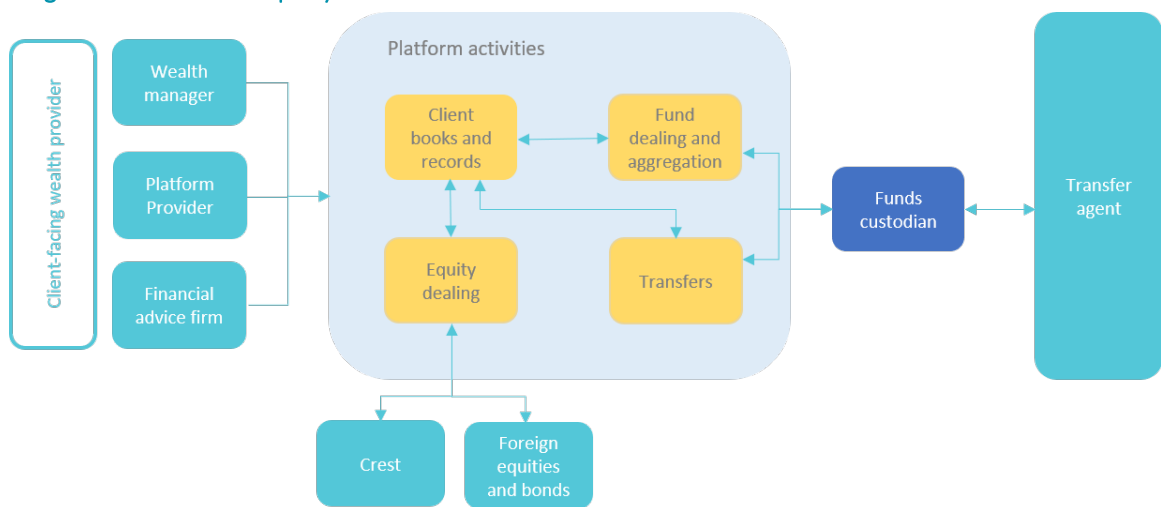 Client-facing wealth provider
Wealth
manager
Platform
Provider
Financial
advice firm
Platform activities
Client
books and
records
Fund
dealing and
aggregation
Equity
dealing
Transfers
Funds
custodian
Transfer
agent
Crest
Foreign
equities
and bonds